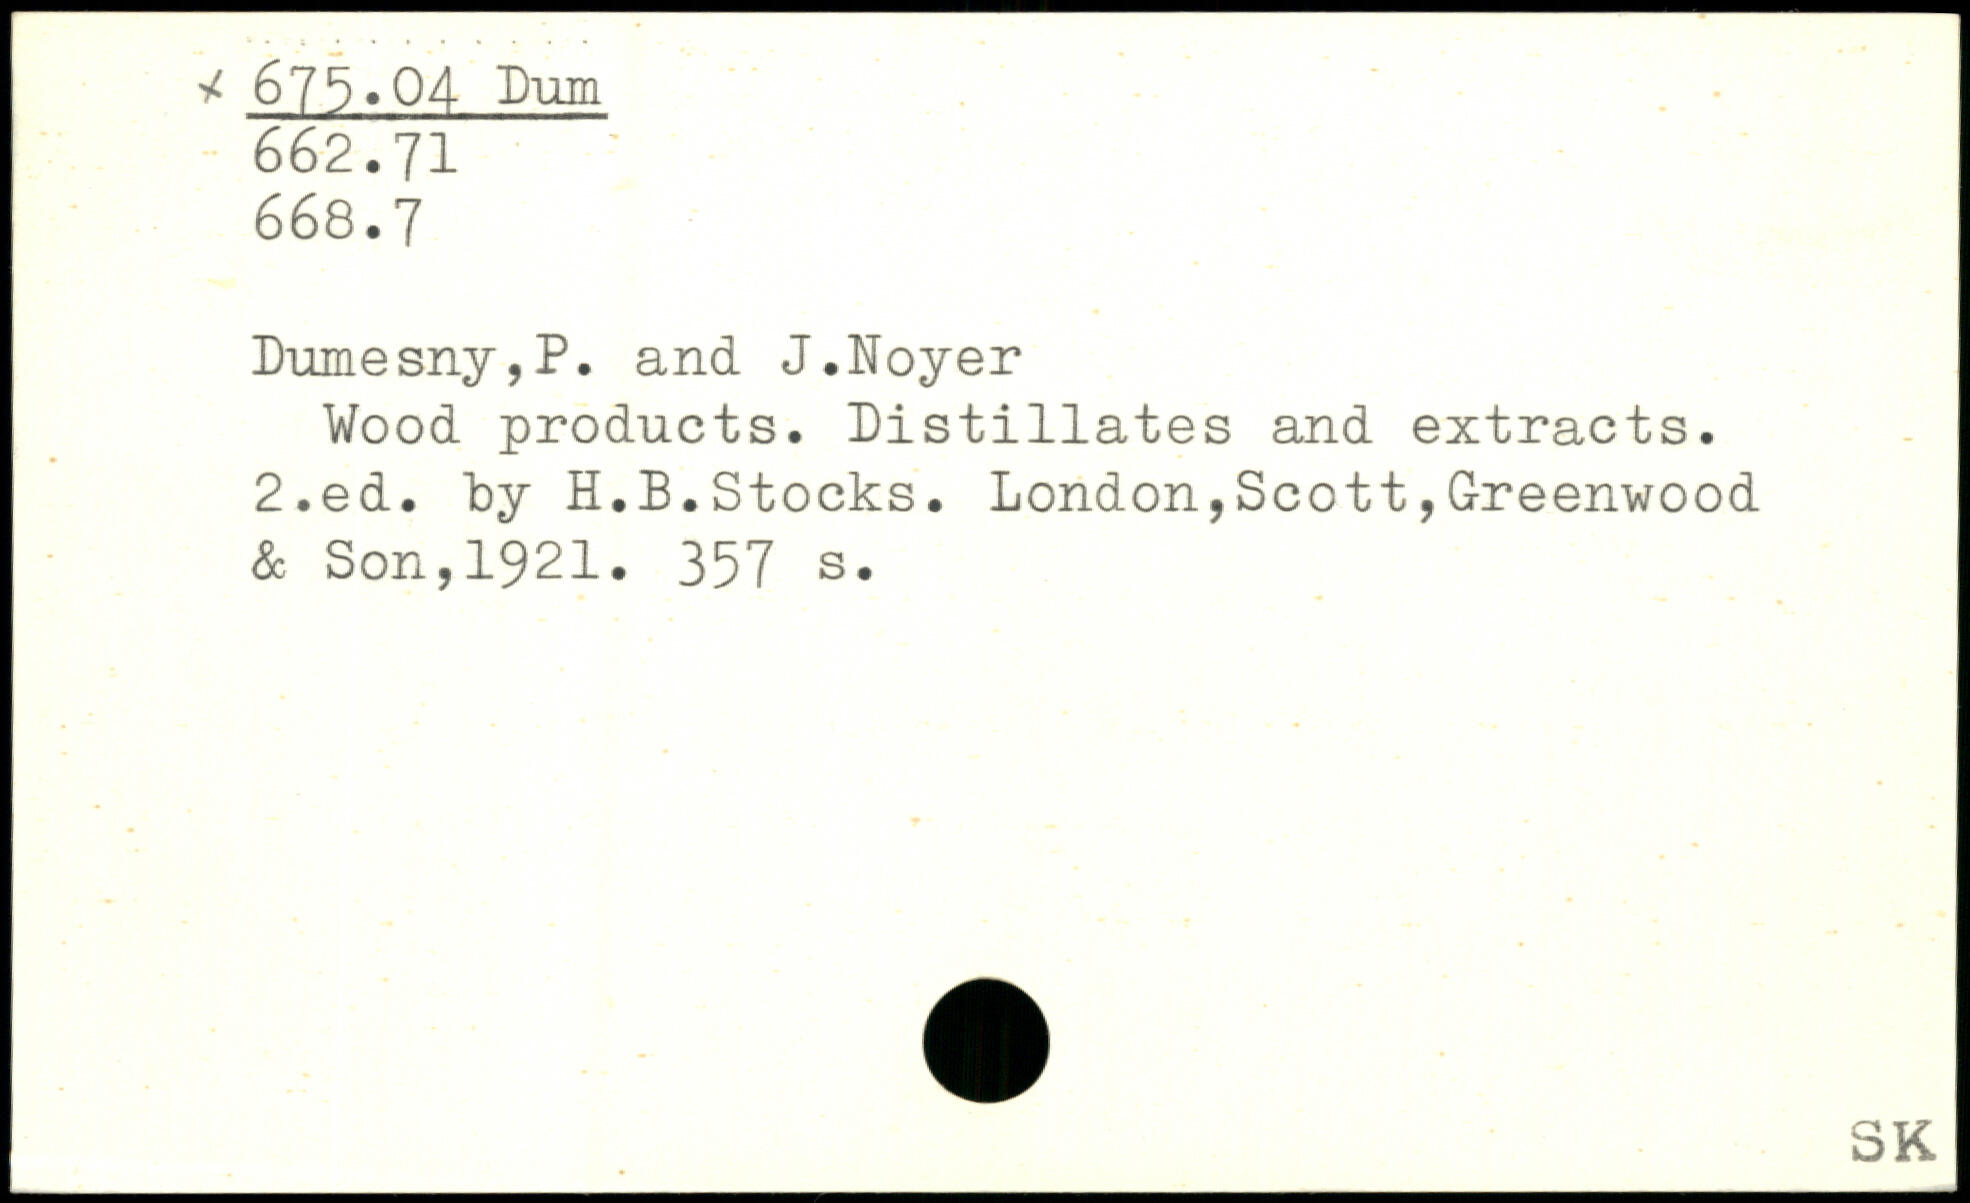 x 675.04 Dum
662.71
668.7
Dumesny,P. and J.Noyer
Wood products. Distillates and extracts.
2.ed. by H.B.Stocks. London,Scott,Greenwood
& Son,1921. 357 s.
SK